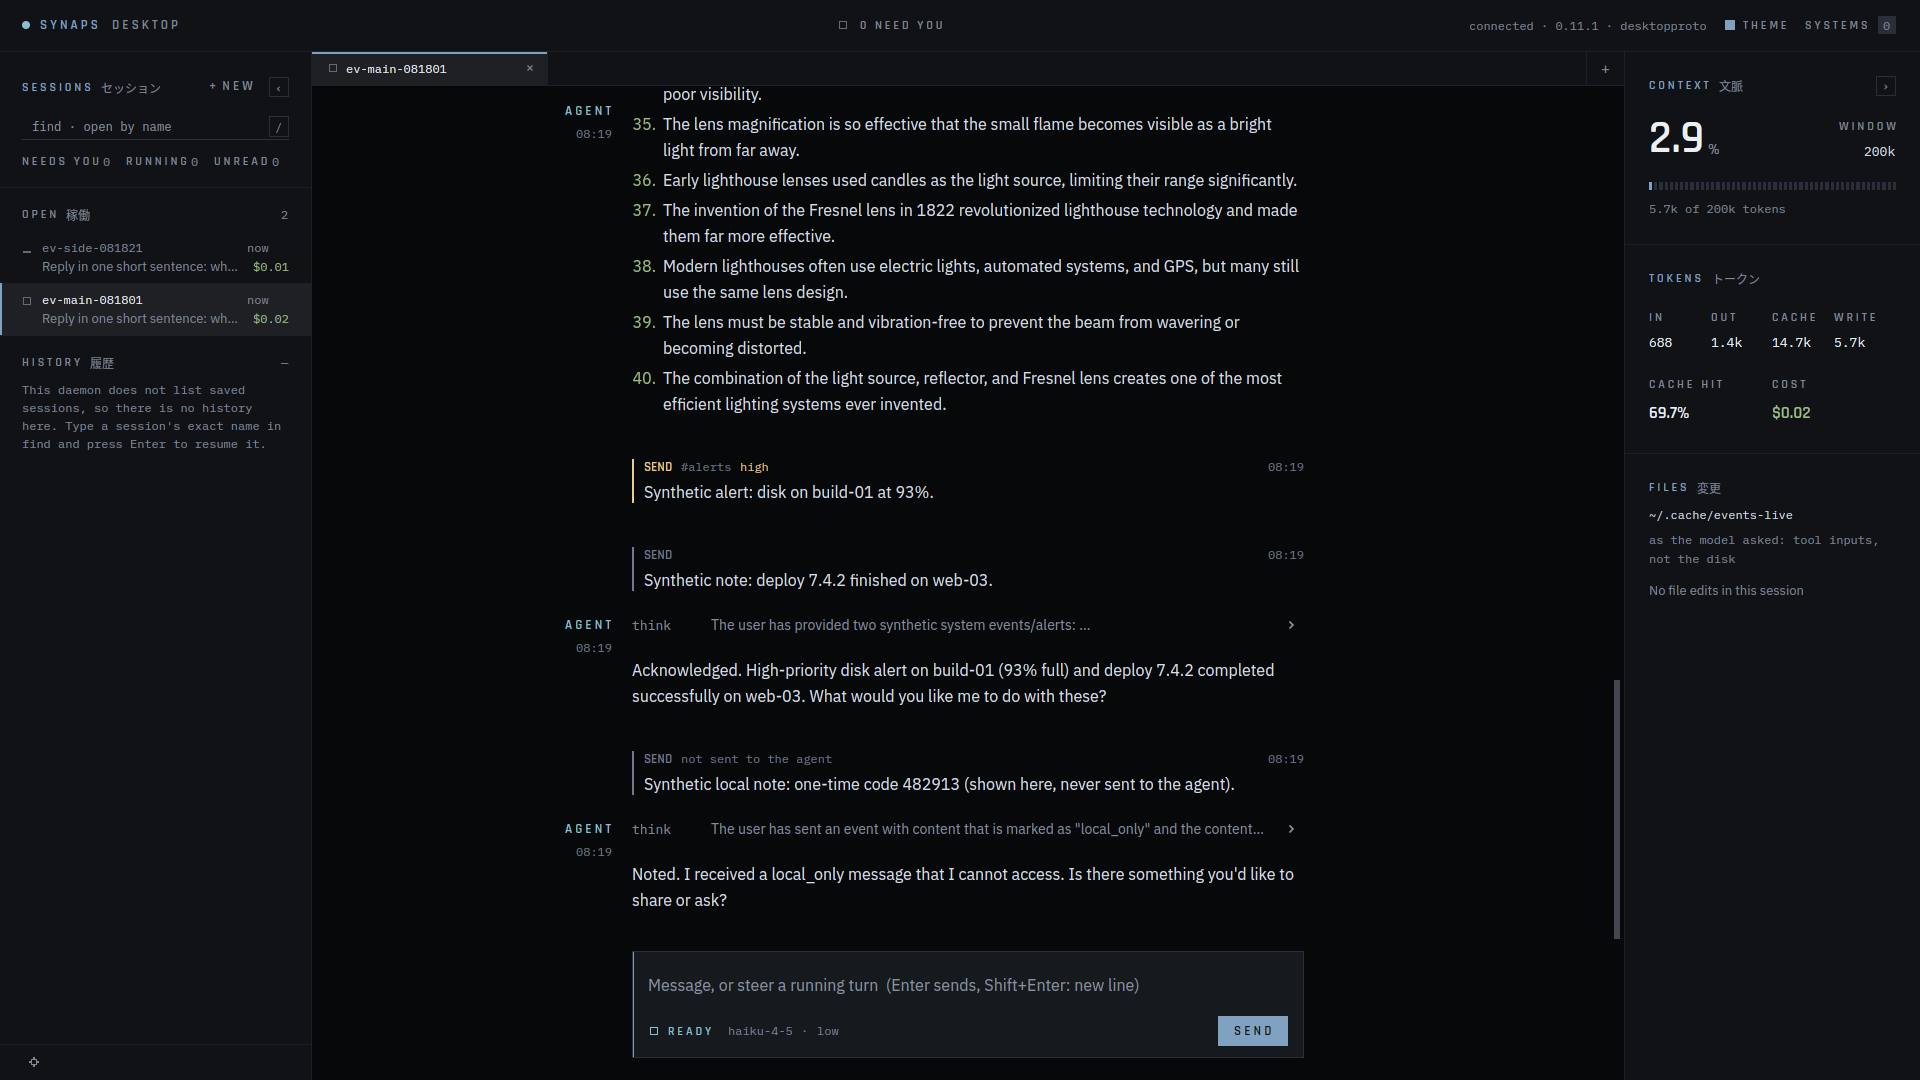 SYNAPS DESKTOP
0 NEED YOU
connected · 0.11.1 · desktopproto
THEME
SYSTEMS 0
SESSIONS セッション
+ NEW
‹
find · open by name
/
NEEDS YOU 0 RUNNING 0 UNREAD 0
OPEN 稼働
2
ev-side-081821 now
Reply in one short sentence: wh... $0.01
ev-main-081801 now
Reply in one short sentence: wh... $0.02
HISTORY 履歴
—
This daemon does not list saved
sessions, so there is no history
here. Type a session's exact name in
find and press Enter to resume it.
ev-main-081801 ×
+
poor visibility.
AGENT
08:19
35. The lens magnification is so effective that the small flame becomes visible as a bright
light from far away.
36. Early lighthouse lenses used candles as the light source, limiting their range significantly.
37. The invention of the Fresnel lens in 1822 revolutionized lighthouse technology and made
them far more effective.
38. Modern lighthouses often use electric lights, automated systems, and GPS, but many still
use the same lens design.
39. The lens must be stable and vibration-free to prevent the beam from wavering or
becoming distorted.
40. The combination of the light source, reflector, and Fresnel lens creates one of the most
efficient lighting systems ever invented.
SEND #alerts high 08:19
Synthetic alert: disk on build-01 at 93%.
SEND 08:19
Synthetic note: deploy 7.4.2 finished on web-03.
AGENT
08:19
think The user has provided two synthetic system events/alerts: ... ›
Acknowledged. High-priority disk alert on build-01 (93% full) and deploy 7.4.2 completed
successfully on web-03. What would you like me to do with these?
SEND not sent to the agent 08:19
Synthetic local note: one-time code 482913 (shown here, never sent to the agent).
AGENT
08:19
think The user has sent an event with content that is marked as "local_only" and the content... ›
Noted. I received a local_only message that I cannot access. Is there something you'd like to
share or ask?
Message, or steer a running turn (Enter sends, Shift+Enter: new line)
READY haiku-4-5 · low
SEND
CONTEXT 文脈
›
2.9 %
WINDOW
200k
5.7k of 200k tokens
TOKENS トークン
IN OUT CACHE WRITE
688 1.4k 14.7k 5.7k
CACHE HIT COST
69.7% $0.02
FILES 変更
~/.cache/events-live
as the model asked: tool inputs,
not the disk
No file edits in this session